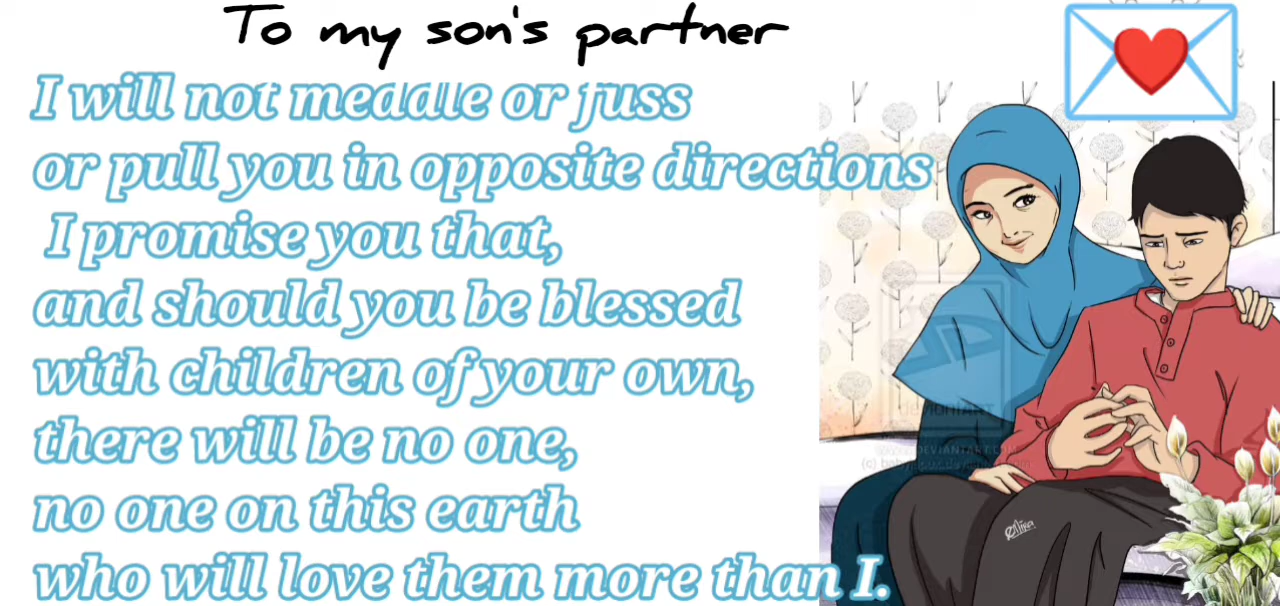 To my son's partner
I will not meddle or fuss
or pull you in opposite directions
I promise you that,
and should you be blessed
with children of your own,
there will be no one,
no one on this earth
who will love them more than I.